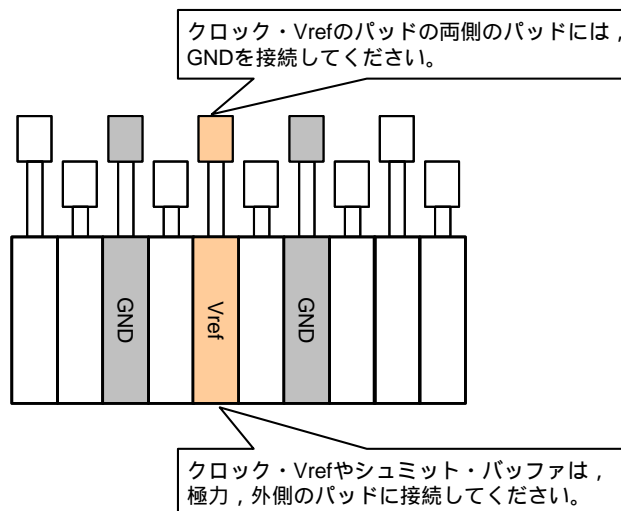 クロック・Vrefのパッドの両側のパッドには，
GNDを接続してください。
GND
Vref
GND
クロック・Vrefやシュミット・バッファは，
極力，外側のパッドに接続してください。